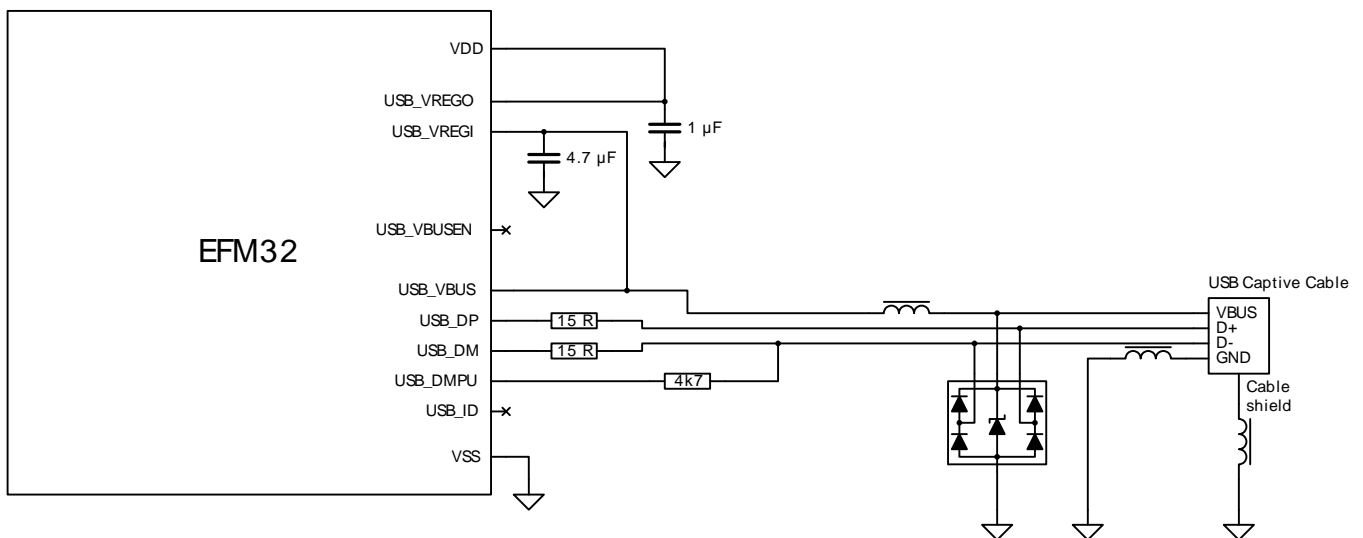 VDD
USB_VREGO
USB_VREGI
1 µF
4.7 µF
USB_VBUSEN
EFM32
USB_VBUS
USB Captive Cable
VBUS
USB_DP
15 R
D+
USB_DM
15 R
D-
GND
USB_DMPU
4k7
Cable
shield
USB_ID
VSS